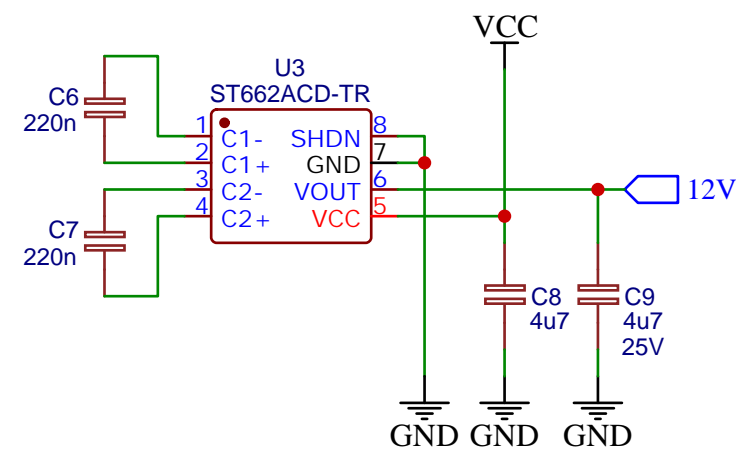 VCC
U3
ST662ACD-TR
C6
220n
1 C1- SHDN 8
2 C1+ GND 7
3 C2- VOUT 6
4 C2+ VCC 5
12V
C7
220n
C8
4u7
C9
4u7
25V
GND GND GND